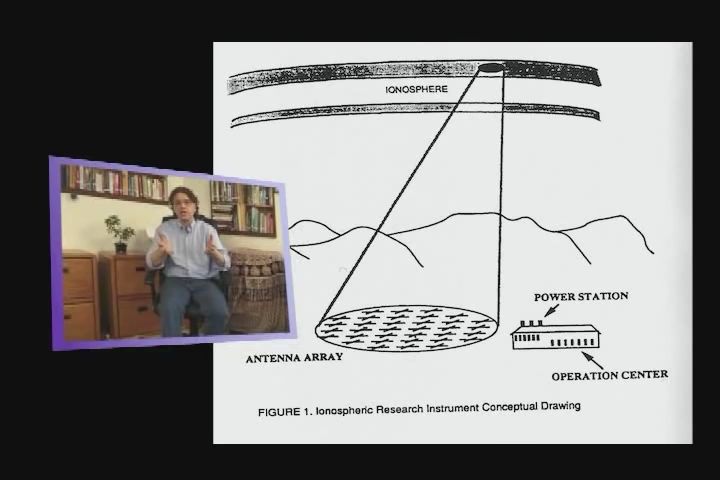 IONOSPHERE
POWER STATION
ANTENNA ARRAY
OPERATION CENTER
FIGURE 1. Ionospheric Research Instrument Conceptual Drawing